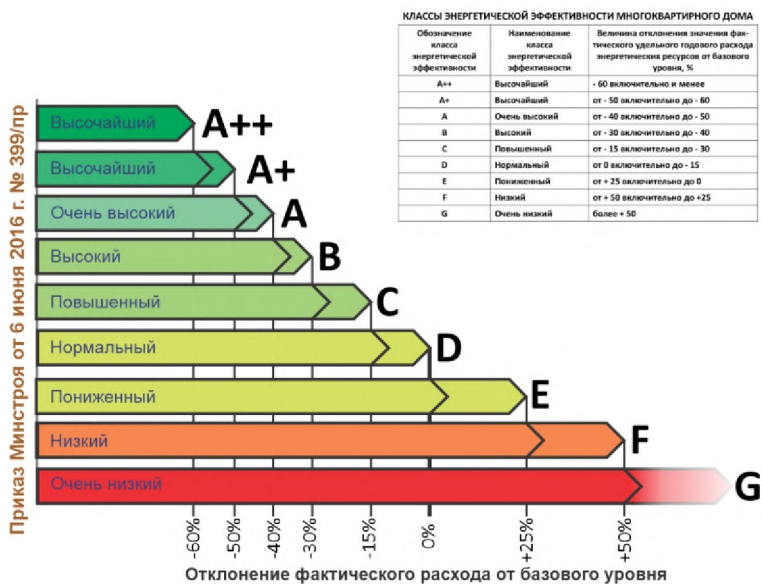 КЛАССЫ ЭНЕРГЕТИЧЕСКОЙ ЭФФЕКТИВНОСТИ МНОГОКВАРТИРНОГО ДОМА
Обозначение класса энергетической эффективности
Наименование класса энергетической эффективности
Величина отклонения значения фактического удельного годового расхода энергетических ресурсов от базового уровня, %
A++ Высочайший - 60 включительно и менее
A+ Высочайший от - 50 включительно до - 60
A Очень высокий от - 40 включительно до - 50
B Высокий от - 30 включительно до - 40
C Повышенный от - 15 включительно до - 30
D Нормальный от 0 включительно до - 15
E Пониженный от + 25 включительно до 0
F Низкий от + 50 включительно до +25
G Очень низкий более + 50
Приказ Минстроя от 6 июня 2016 г. № 399/пр
Высочайший A++
Высочайший A+
Очень высокий A
Высокий B
Повышенный C
Нормальный D
Пониженный E
Низкий F
Очень низкий G
-60% -50% -40% -30% -15% 0% +25% +50%
Отклонение фактического расхода от базового уровня